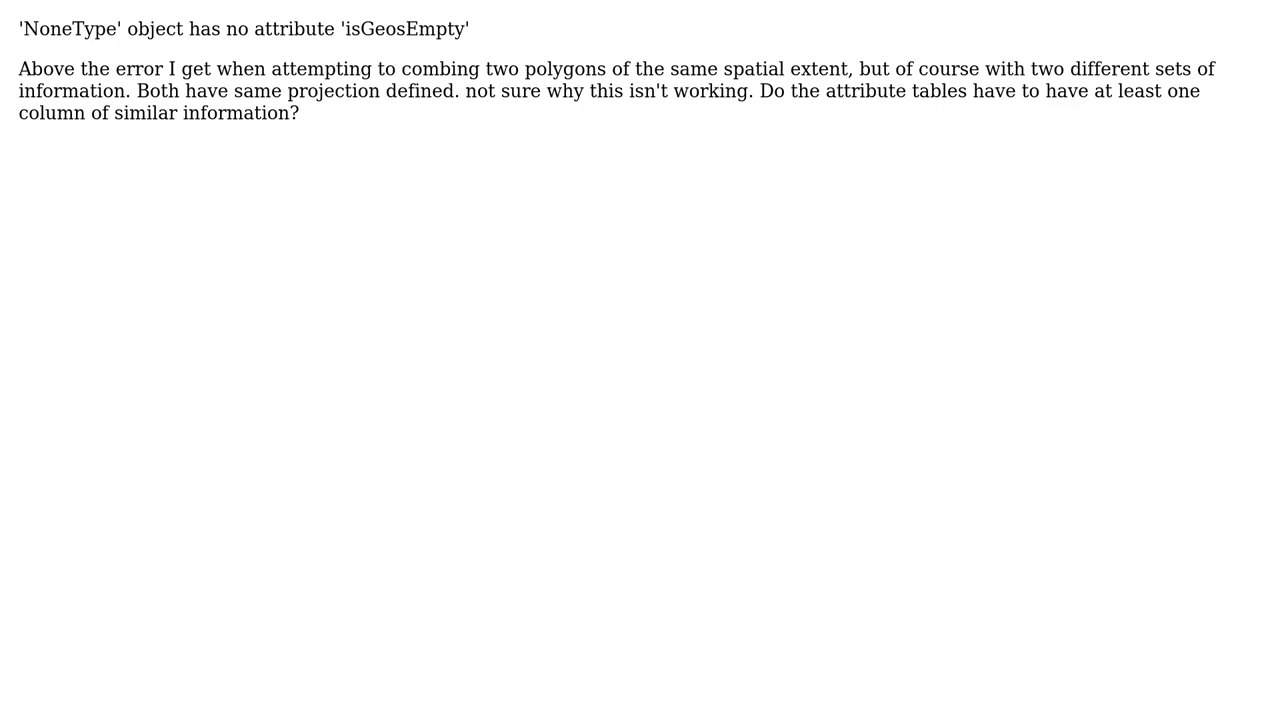 'NoneType' object has no attribute 'isGeosEmpty'
Above the error I get when attempting to combing two polygons of the same spatial extent, but of course with two different sets of
information. Both have same projection defined. not sure why this isn't working. Do the attribute tables have to have at least one
column of similar information?